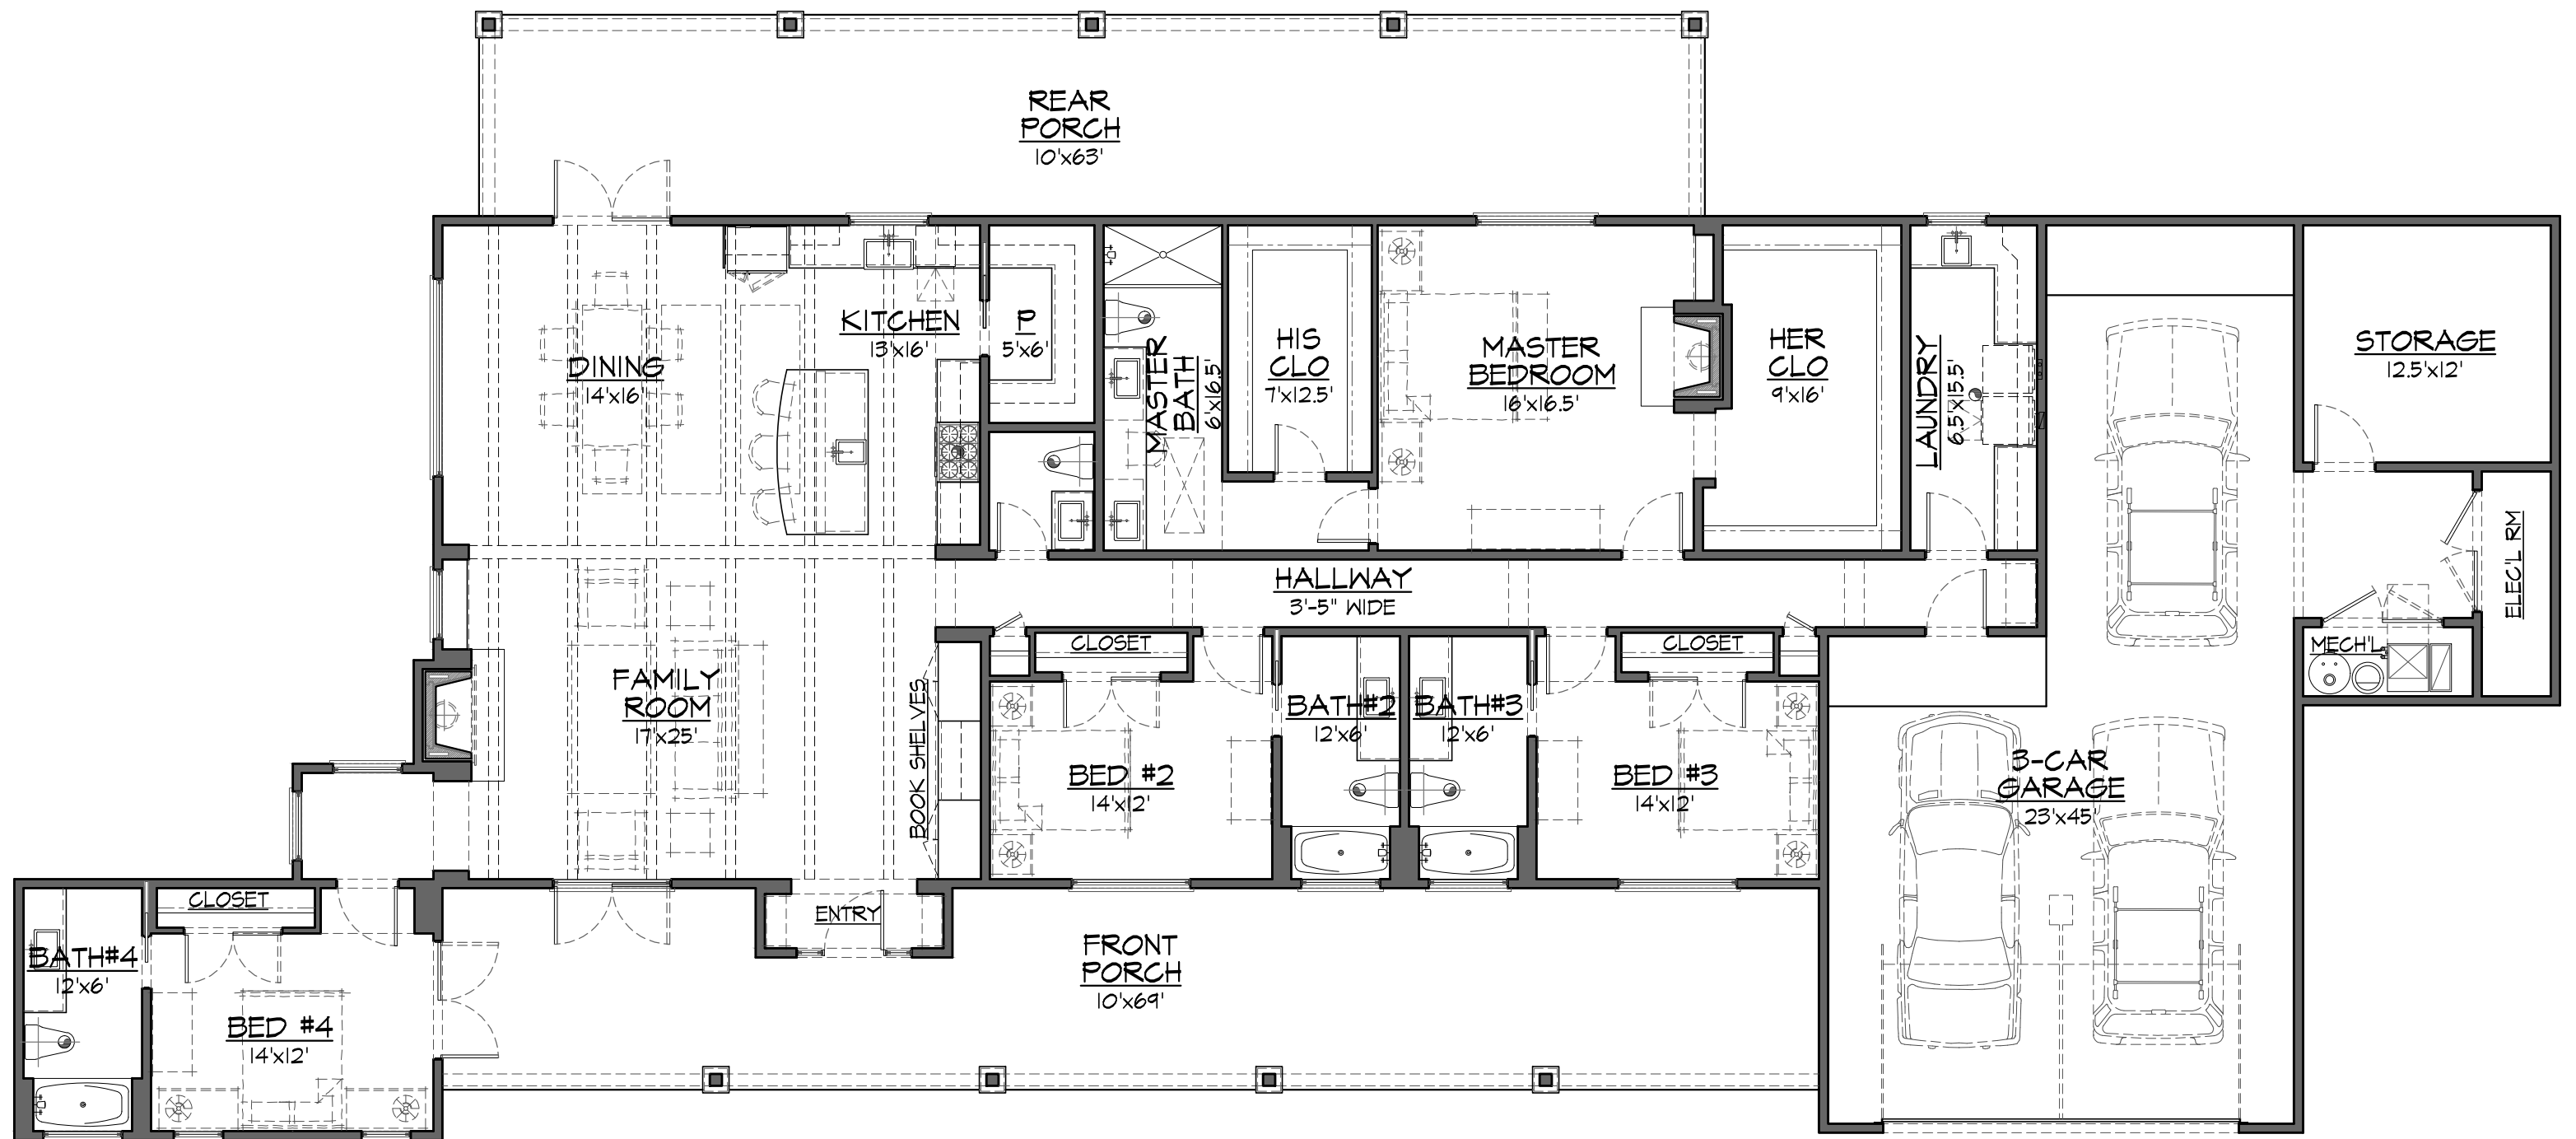 REAR
PORCH
10'x63'
KITCHEN
13'x16'
P
5'x6'
DINING
14'x16'
MASTER
BATH
6'x16.5'
HIS
CLO
7'x12.5'
MASTER
BEDROOM
16'x16.5'
HER
CLO
9'x16'
LAUNDRY
6.5'x15.5'
STORAGE
12.5'x12'
ELEC'L RM
MECH'L
HALLWAY
3'-5" WIDE
FAMILY
ROOM
17'x25'
BOOK SHELVES
CLOSET
BED #2
14'x12'
BATH#2
12'x6'
BATH#3
12'x6'
CLOSET
BED #3
14'x12'
3-CAR
GARAGE
23'x45'
ENTRY
FRONT
PORCH
10'x69'
CLOSET
BATH#4
12'x6'
BED #4
14'x12'